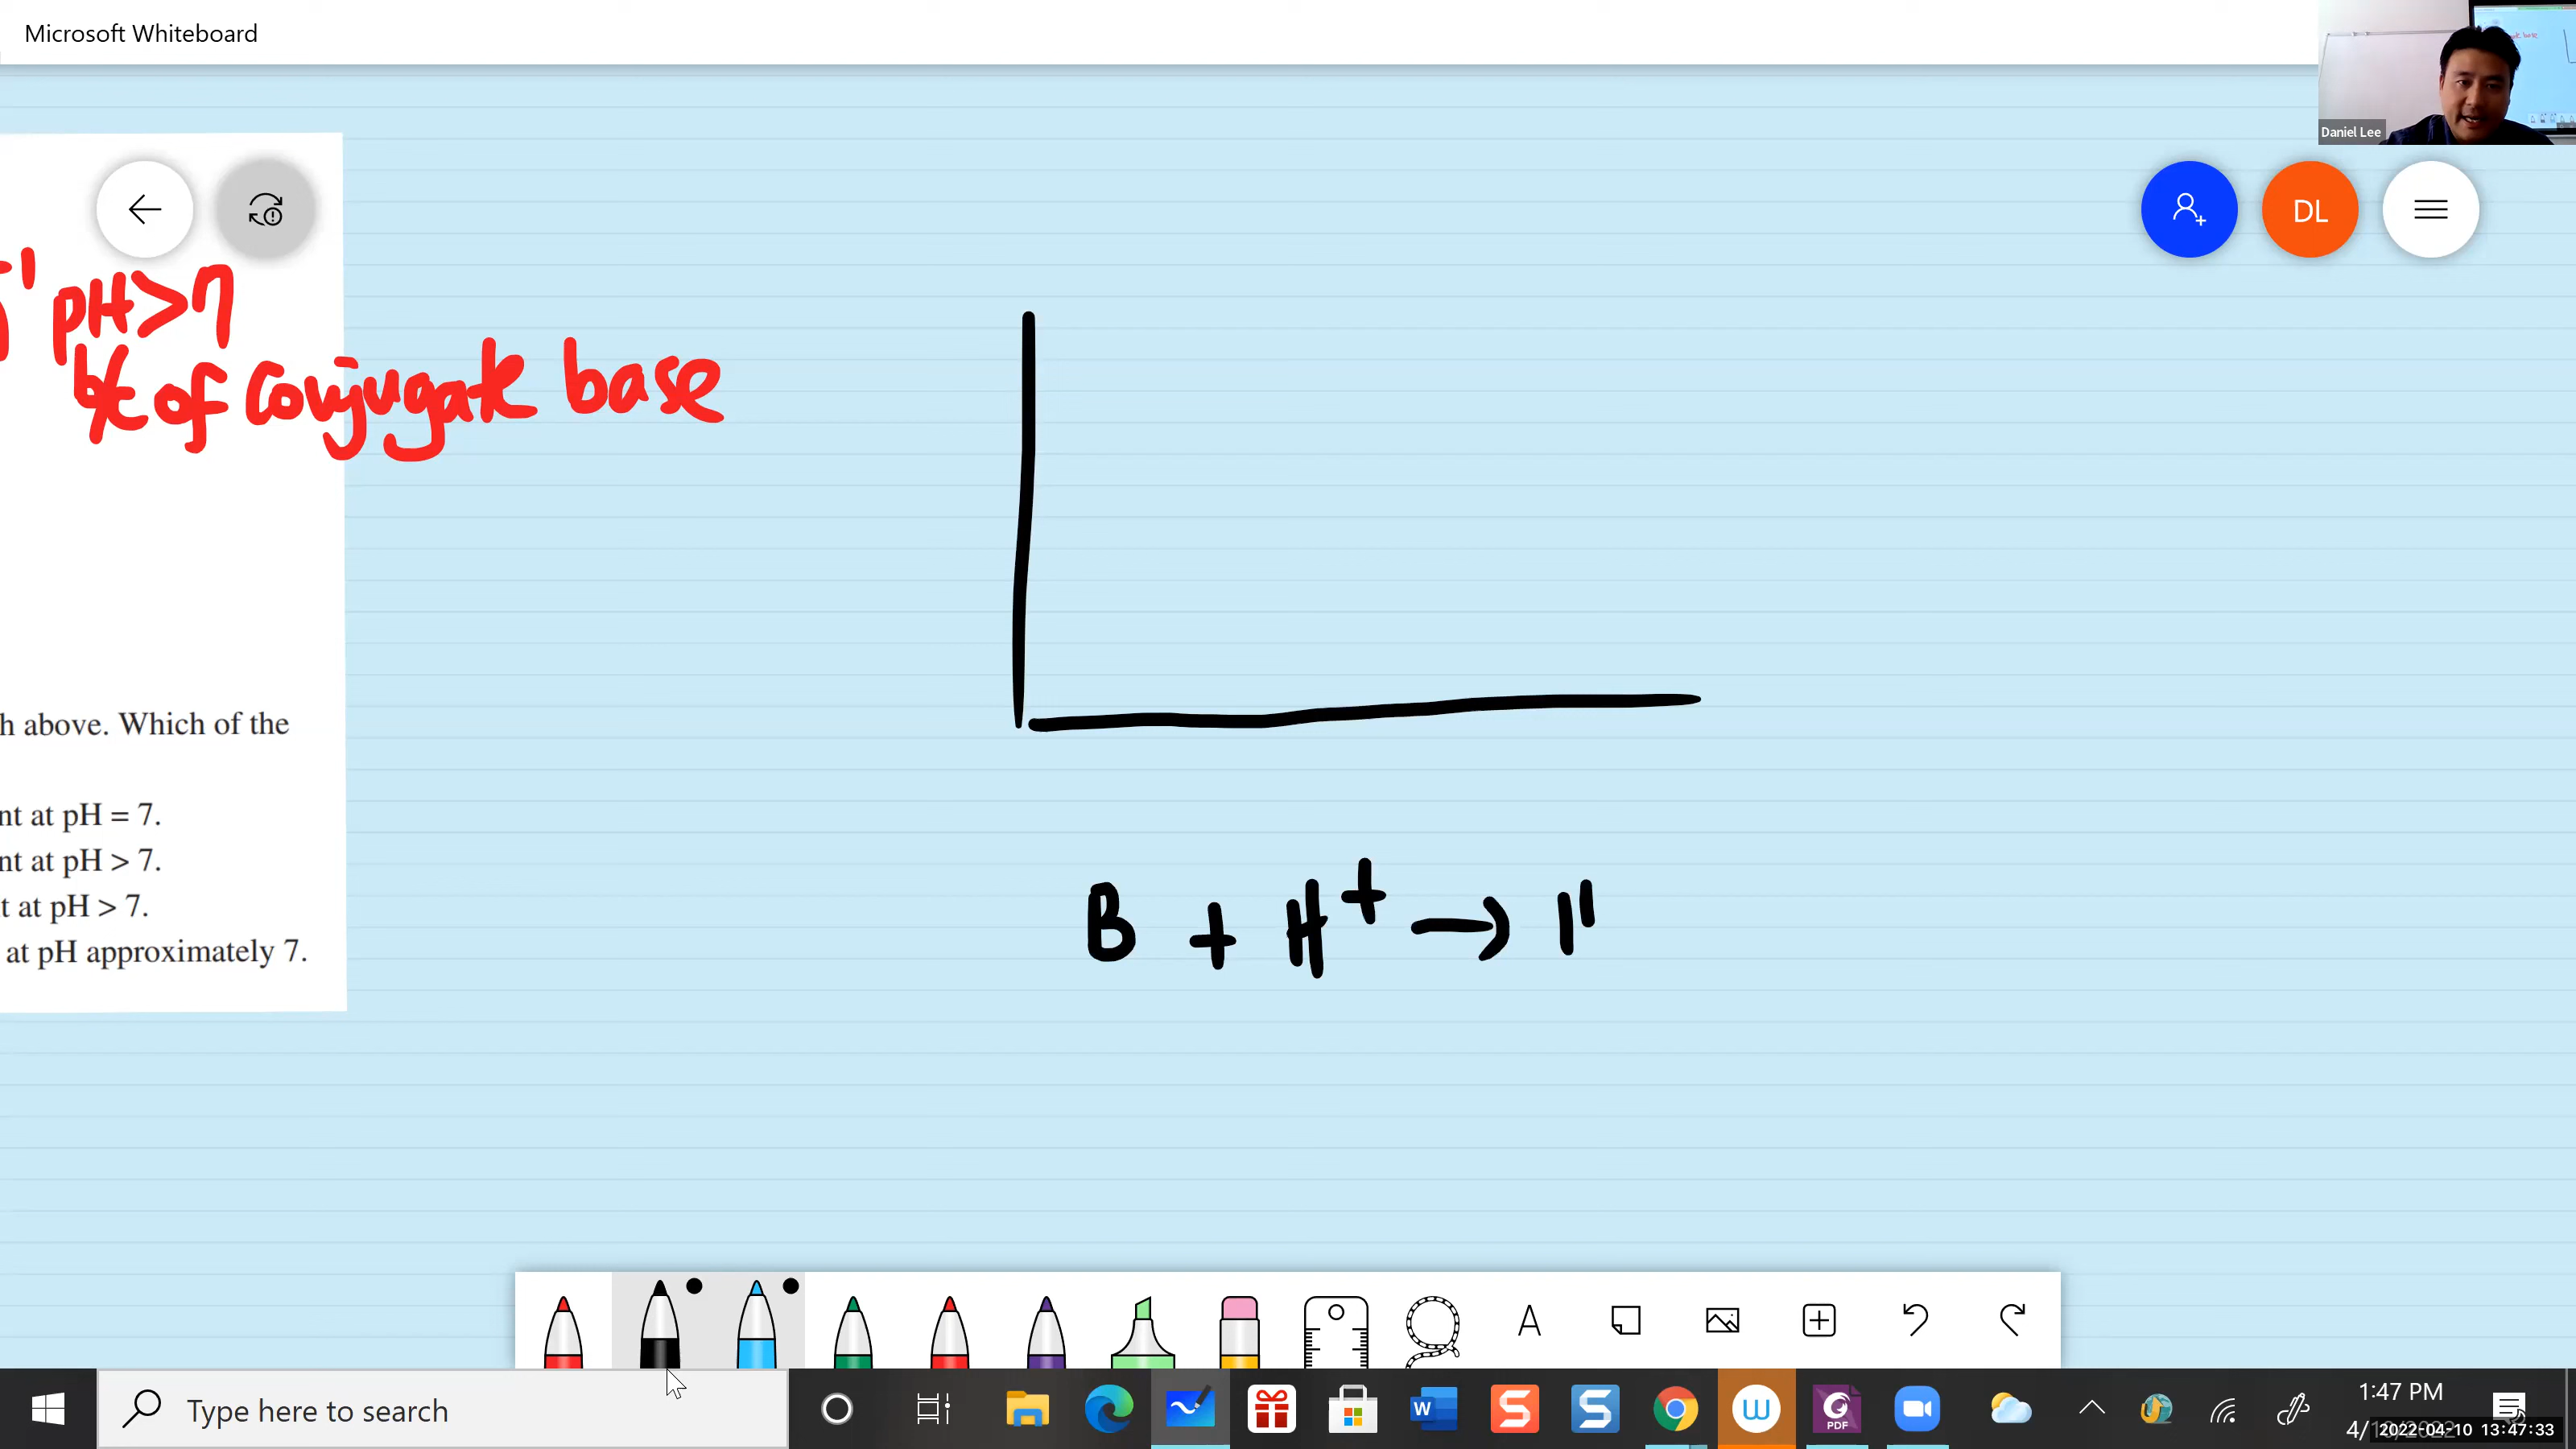 Microsoft Whiteboard
Daniel Lee
DL
pH>7
b/c of conjugate base
h above. Which of the
nt at pH = 7.
nt at pH > 7.
t at pH > 7.
at pH approximately 7.
B + H⁺ →
A
Type here to search
W
S
S
W
PDF
1:47 PM
2022-04-10 13:47:33